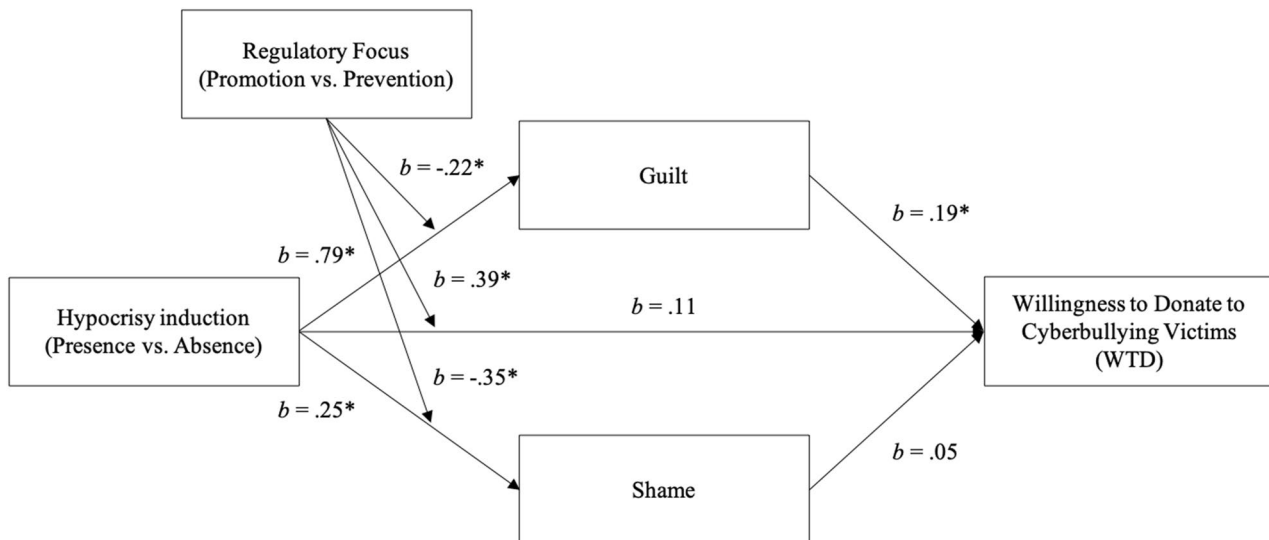 Regulatory Focus
(Promotion vs. Prevention)
b = -.22*
Guilt
b = .19*
b = .79*
b = .39*
Hypocrisy induction
(Presence vs. Absence)
b = .11
Willingness to Donate to
Cyberbullying Victims
(WTD)
b = -.35*
b = .25*
b = .05
Shame